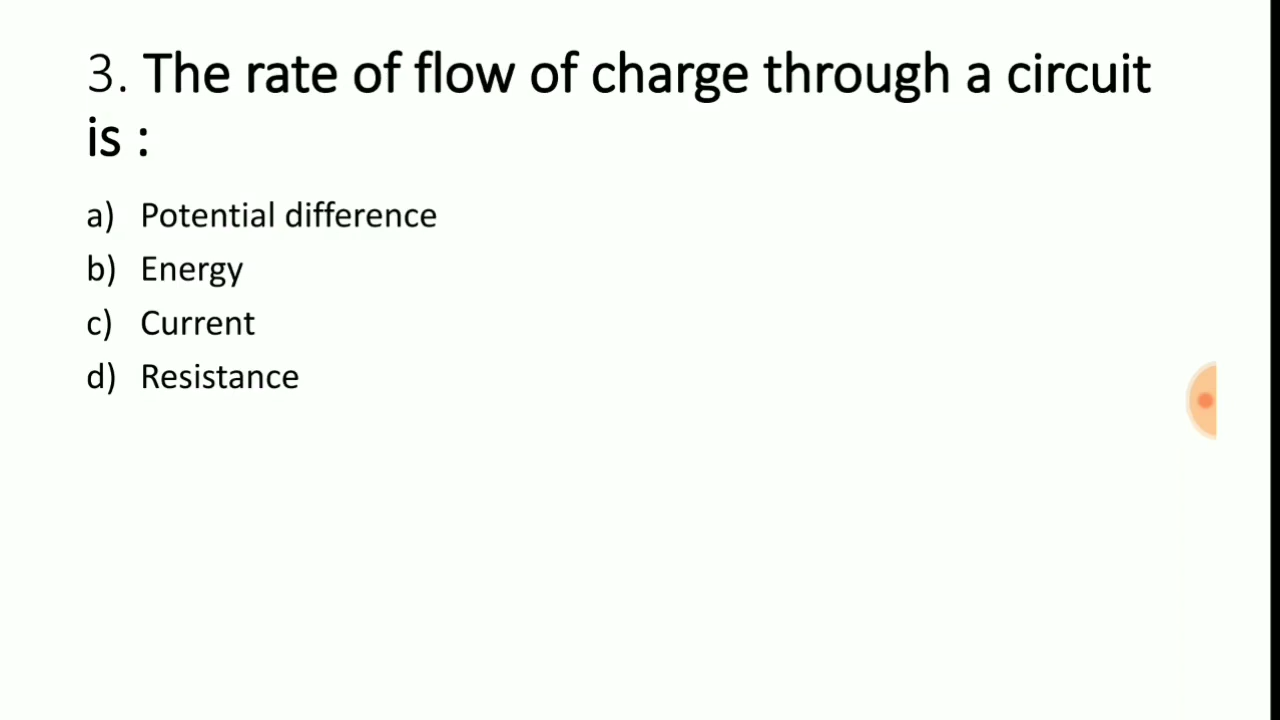 3. The rate of flow of charge through a circuit
is :
a) Potential difference
b) Energy
c) Current
d) Resistance